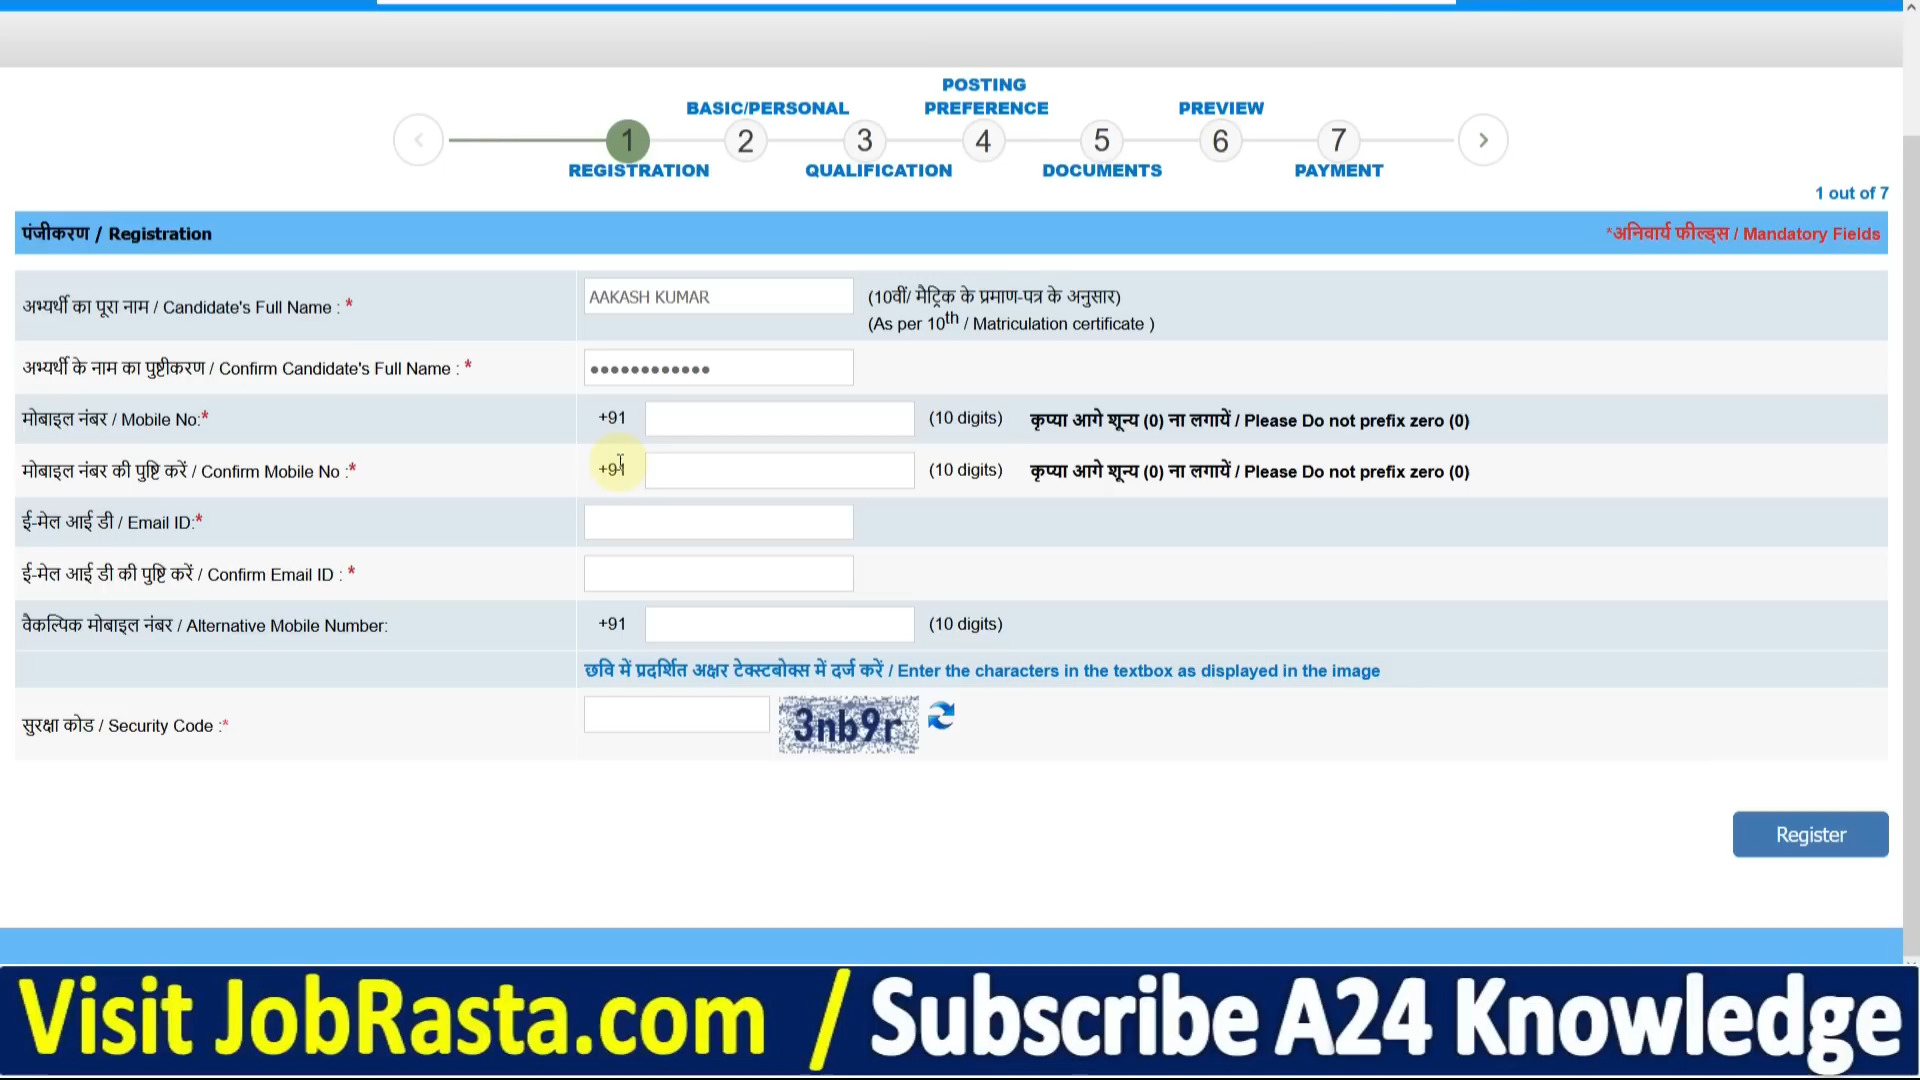 POSTING
BASIC/PERSONAL PREFERENCE PREVIEW
1 2 3 4 5 6 7
REGISTRATION QUALIFICATION DOCUMENTS PAYMENT
1 out of 7
पंजीकरण / Registration *अनिवार्य फील्ड्स / Mandatory Fields
अभ्यर्थी का पूरा नाम / Candidate's Full Name : * AAKASH KUMAR (10वीं/ मैट्रिक के प्रमाण-पत्र के अनुसार)
(As per 10th / Matriculation certificate )
अभ्यर्थी के नाम का पुष्टीकरण / Confirm Candidate's Full Name : * ••••••••••••
मोबाइल नंबर / Mobile No:* +91 (10 digits) कृप्या आगे शून्य (0) ना लगायें / Please Do not prefix zero (0)
मोबाइल नंबर की पुष्टि करें / Confirm Mobile No :* +91 (10 digits) कृप्या आगे शून्य (0) ना लगायें / Please Do not prefix zero (0)
ई-मेल आई डी / Email ID:*
ई-मेल आई डी की पुष्टि करें / Confirm Email ID : *
वैकल्पिक मोबाइल नंबर / Alternative Mobile Number: +91 (10 digits)
छवि में प्रदर्शित अक्षर टेक्स्टबोक्स में दर्ज करें / Enter the characters in the textbox as displayed in the image
सुरक्षा कोड / Security Code :* 3nb9r
Register
Visit JobRasta.com / Subscribe A24 Knowledge